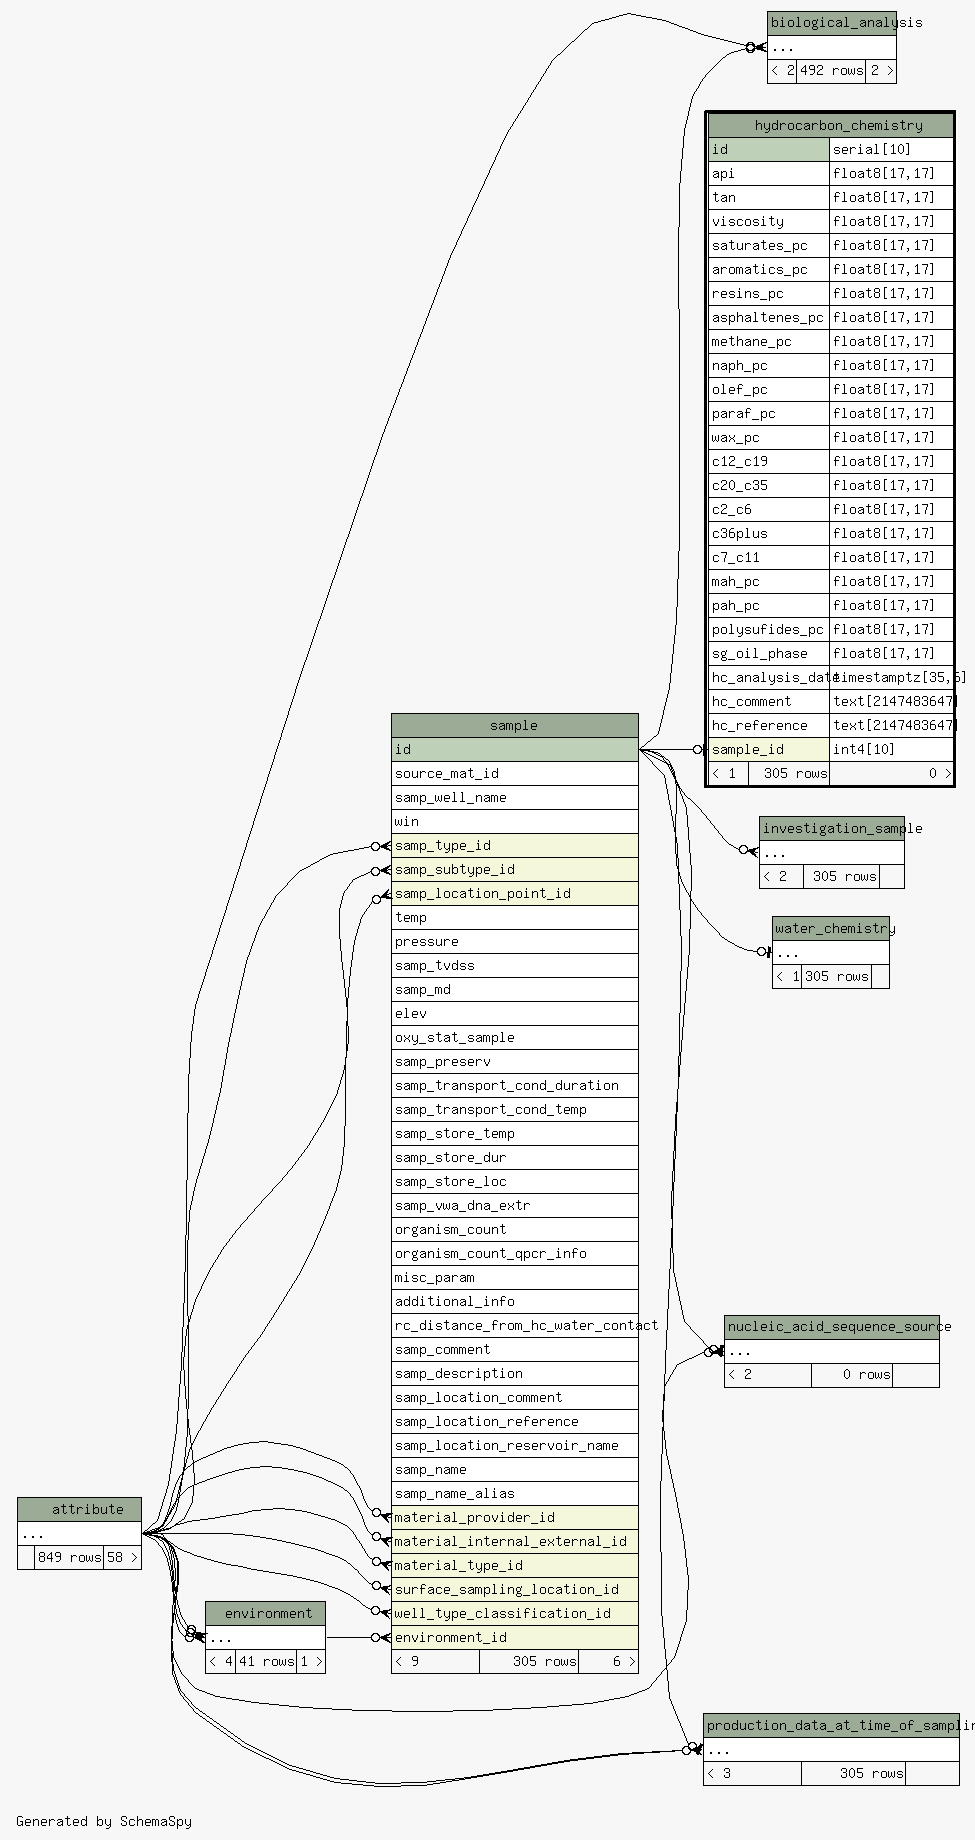 biological_analysis
...
< 2 492 rows 2 >
hydrocarbon_chemistry
id serial[10]
api float8[17,17]
tan float8[17,17]
viscosity float8[17,17]
saturates_pc float8[17,17]
aromatics_pc float8[17,17]
resins_pc float8[17,17]
asphaltenes_pc float8[17,17]
methane_pc float8[17,17]
naph_pc float8[17,17]
olef_pc float8[17,17]
paraf_pc float8[17,17]
wax_pc float8[17,17]
c12_c19 float8[17,17]
c20_c35 float8[17,17]
c2_c6 float8[17,17]
c36plus float8[17,17]
c7_c11 float8[17,17]
mah_pc float8[17,17]
pah_pc float8[17,17]
polysufides_pc float8[17,17]
sg_oil_phase float8[17,17]
hc_analysis_date timestamptz[35,6]
hc_comment text[2147483647]
hc_reference text[2147483647]
sample_id int4[10]
< 1 305 rows 0 >
sample
id
source_mat_id
samp_well_name
win
samp_type_id
samp_subtype_id
samp_location_point_id
temp
pressure
samp_tvdss
samp_md
elev
oxy_stat_sample
samp_preserv
samp_transport_cond_duration
samp_transport_cond_temp
samp_store_temp
samp_store_dur
samp_store_loc
samp_vwa_dna_extr
organism_count
organism_count_qpcr_info
misc_param
additional_info
rc_distance_from_hc_water_contact
samp_comment
samp_description
samp_location_comment
samp_location_reference
samp_location_reservoir_name
samp_name
samp_name_alias
material_provider_id
material_internal_external_id
material_type_id
surface_sampling_location_id
well_type_classification_id
environment_id
< 9 305 rows 6 >
investigation_sample
...
< 2 305 rows
water_chemistry
...
< 1 305 rows
nucleic_acid_sequence_source
...
< 2 0 rows
attribute
...
849 rows 58 >
environment
...
< 4 41 rows 1 >
production_data_at_time_of_samplin
...
< 3 305 rows
Generated by SchemaSpy